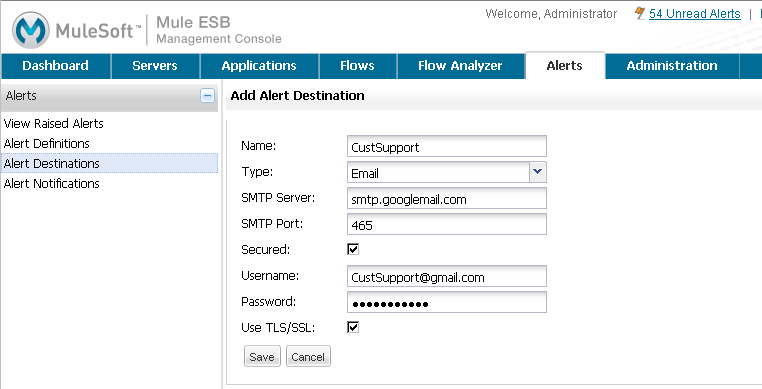 MuleSoft™ Mule ESB Management Console
Welcome, Administrator 54 Unread Alerts |
Dashboard Servers Applications Flows Flow Analyzer Alerts Administration
Alerts
View Raised Alerts
Alert Definitions
Alert Destinations
Alert Notifications
Add Alert Destination
Name: CustSupport
Type: Email
SMTP Server: smtp.googlemail.com
SMTP Port: 465
Secured:
Username: CustSupport@gmail.com
Password: •••••••••••
Use TLS/SSL:
Save Cancel